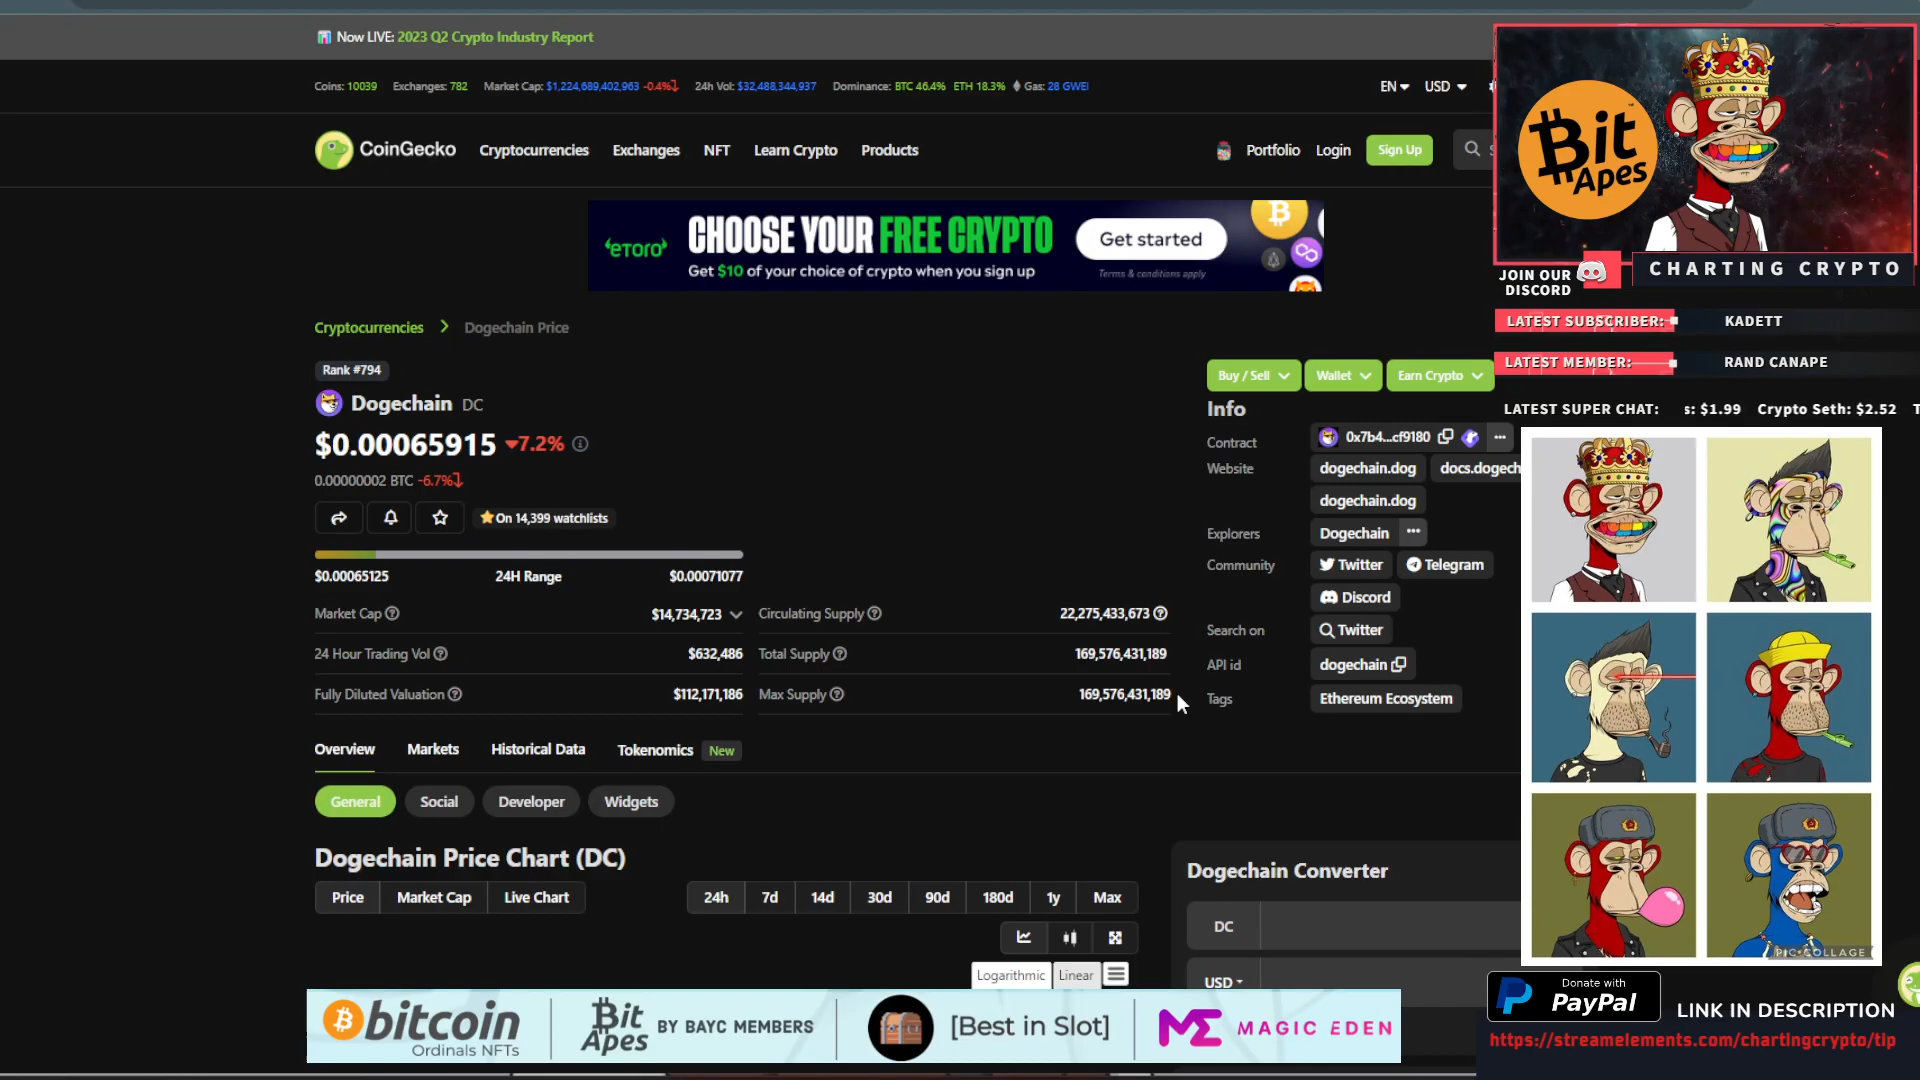 Now LIVE: 2023 Q2 Crypto Industry Report
Coins: 10039 Exchanges: 782 Market Cap: $1,224,689,402,963 -0.4% 24h Vol: $32,488,344,937 Dominance: BTC 46.4% ETH 18.3% Gas: 28 GWEI
EN USD
CoinGecko Cryptocurrencies Exchanges NFT Learn Crypto Products
Portfolio Login Sign Up
eTORO CHOOSE YOUR FREE CRYPTO
Get $10 of your choice of crypto when you sign up
Get started
Terms & conditions apply
Cryptocurrencies Dogechain Price
Rank #794
Dogechain DC
$0.00065915 7.2%
0.00000002 BTC -6.7%
On 14,399 watchlists
$0.00065125 24H Range $0.00071077
Market Cap $14,734,723
24 Hour Trading Vol $632,486
Fully Diluted Valuation $112,171,186
Circulating Supply 22,275,433,673
Total Supply 169,576,431,189
Max Supply 169,576,431,189
Buy / Sell Wallet Earn Crypto
Info
Contract 0x7b4...cf9180
Website dogechain.dog docs.dogech
dogechain.dog
Explorers Dogechain
Community Twitter Telegram
Discord
Search on Twitter
API id dogechain
Tags Ethereum Ecosystem
Overview Markets Historical Data Tokenomics New
General Social Developer Widgets
Dogechain Price Chart (DC)
Price Market Cap Live Chart
24h 7d 14d 30d 90d 180d 1y Max
Logarithmic Linear
Dogechain Converter
DC
USD
Bit
Apes
JOIN OUR
DISCORD
CHARTING CRYPTO
LATEST SUBSCRIBER: KADETT
LATEST MEMBER: RAND CANAPE
LATEST SUPER CHAT: s: $1.99 Crypto Seth: $2.52
PIC•COLLAGE
Donate with
PayPal
LINK IN DESCRIPTION
https://streamelements.com/chartingcrypto/tip
bitcoin
Ordinals NFTs
Bit
Apes
BY BAYC MEMBERS
[Best in Slot]
ME MAGIC EDEN